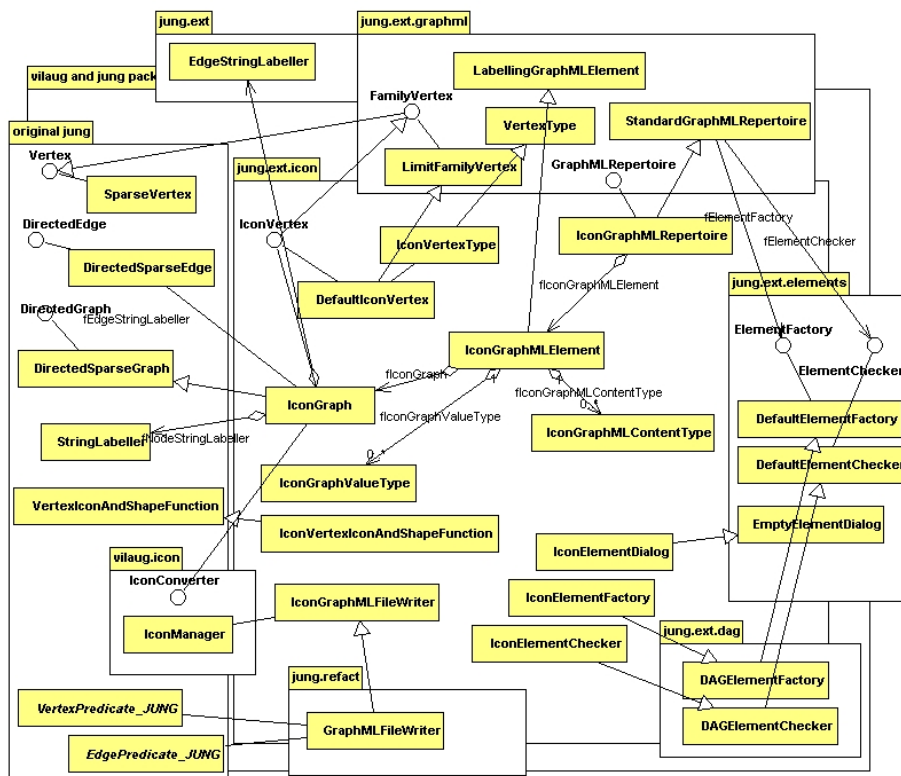 jung.ext
jung.ext.graphml
EdgeStringLabeller
LabellingGraphMLElement
vilaug and jung pack
FamilyVertex
VertexType
StandardGraphMLRepertoire
original jung
Vertex
jung.ext.icon
LimitFamilyVertex
GraphMLRepertoire
SparseVertex
fElementFactory
DirectedEdge
IconVertex
IconVertexType
IconGraphMLRepertoire
fElementChecker
DirectedSparseEdge
fIconGraphMLElement
jung.ext.elements
DefaultIconVertex
DirectedGraph
fEdgeStringLabeller
ElementFactory
IconGraphMLElement
DirectedSparseGraph
fIconGraph
ElementChecker
fIconGraphMLContentType
IconGraph
0..*
fIconGraphValueType
DefaultElementFactory
StringLabeller
fNodeStringLabeller
IconGraphMLContentType
0..*
DefaultElementChecker
IconGraphValueType
VertexIconAndShapeFunction
EmptyElementDialog
IconVertexIconAndShapeFunction
IconElementDialog
vilaug.icon
IconConverter
IconGraphMLFileWriter
IconElementFactory
IconManager
IconElementChecker
jung.ext.dag
jung.refact
DAGElementFactory
VertexPredicate_JUNG
GraphMLFileWriter
DAGElementChecker
EdgePredicate_JUNG